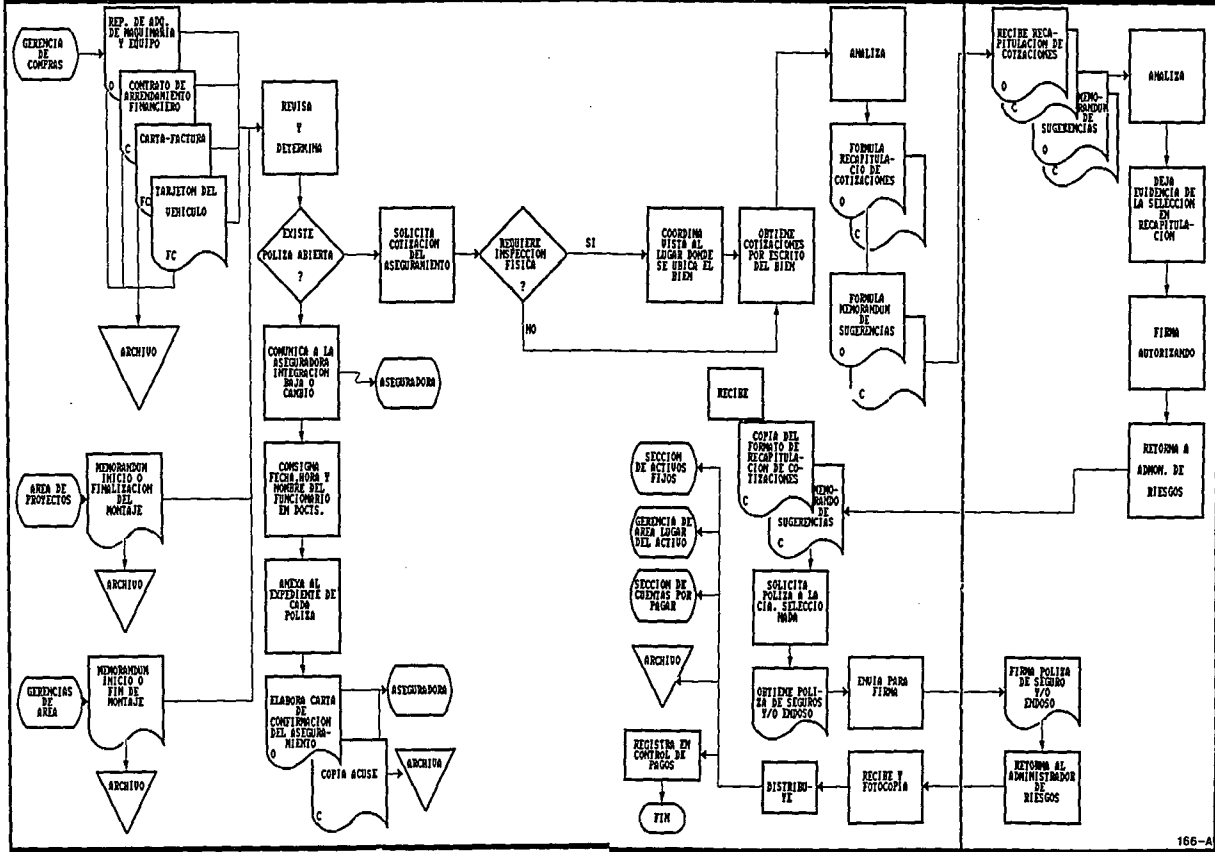 GERENCIA
DE
COMPRAS
REP. DE ADQ.
DE MAQUINARIA
Y EQUIPO
O
CONTRATO DE
ARRENDAMIENTO
FINANCIERO
C
CARTA-FACTURA
FC
TARJETON DEL
VEHICULO
FC
ARCHIVO
AREA DE
PROYECTOS
MEMORANDUM
INICIO O
FINALIZACION
DEL
MONTAJE
ARCHIVO
GERENCIAS
DE
AREA
MEMORANDUM
INICIO O
FIN DE
MONTAJE
ARCHIVO
REVISA
Y
DETERMINA
EXISTE
POLIZA ABIERTA
?
COMUNICA A LA
ASEGURADORA
INTEGRACION
BAJA O
CAMBIO
ASEGURADORA
CONSIGNA
FECHA, HORA Y
NOMBRE DEL
FUNCIONARIO
EN DOCTS.
ANEXA AL
EXPEDIENTE DE
CADA
POLIZA
ELABORA CARTA
DE
CONFIRMACION
DEL ASEGURA-
MIENTO
O
ASEGURADORA
COPIA ACUSE
C
ARCHIVA
SOLICITA
COTIZACION
DEL
ASEGURAMIENTO
REQUIERE
INSPECCION
FISICA
?
SI
NO
COORDINA
VISTA AL
LUGAR DONDE
SE UBICA EL
BIEN
OBTIENE
COTIZACIONES
POR ESCRITO
DEL BIEN
ANALIZA
FORMULA
RECAPITULA-
CIO DE
COTIZACIONES
O
C
FORMULA
MEMORANDUM
DE
SUGERENCIAS
O
C
RECIBE RECA-
PITULACION DE
COTZACIONES
O
C
MEMO-
RANDUM
DE
SUGERENCIAS
O
C
ANALIZA
DEJA
EVIDENCIA DE
LA SELECCION
EN
RECAPITULA-
CION
FIRMA
AUTORIZANDO
RETORNA A
ADMON. DE
RIESGOS
RECIBE
COPIA DEL
FORMATO DE
RECAPITULA-
CION DE CO-
TIZACIONES
C
MEMO-
RANDO
DE
SUGERENCIAS
C
SOLICITA
POLIZA A LA
CIA. SELECCIO
NADA
OBTIENE POLI-
ZA DE SEGUROS
Y/O ENDOSO
ENVIA PARA
FIRMA
FIRMA POLIZA
DE SEGURO
Y/O
ENDOSO
RETORNA AL
ADMINISTRADOR
DE
RIESGOS
RECIBE Y
FOTOCOPIA
DISTRIBU-
YE
SECCION
DE ACTIVOS
FIJOS
GERENCIA DE
AREA LUGAR
DEL ACTIVO
SECCION DE
CUENTAS POR
PAGAR
ARCHIVO
REGISTRA EN
CONTROL DE
PAGOS
FIN
166-A